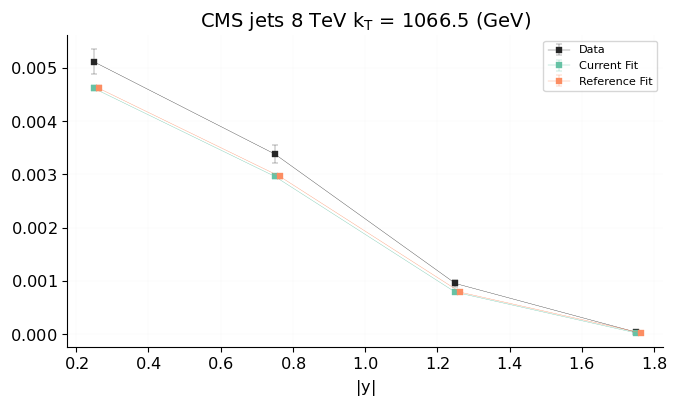 CMS jets 8 TeV k_T = 1066.5 (GeV)
Data
Current Fit
Reference Fit
0.005
0.004
0.003
0.002
0.001
0.000
0.2 0.4 0.6 0.8 1.0 1.2 1.4 1.6 1.8
|y|